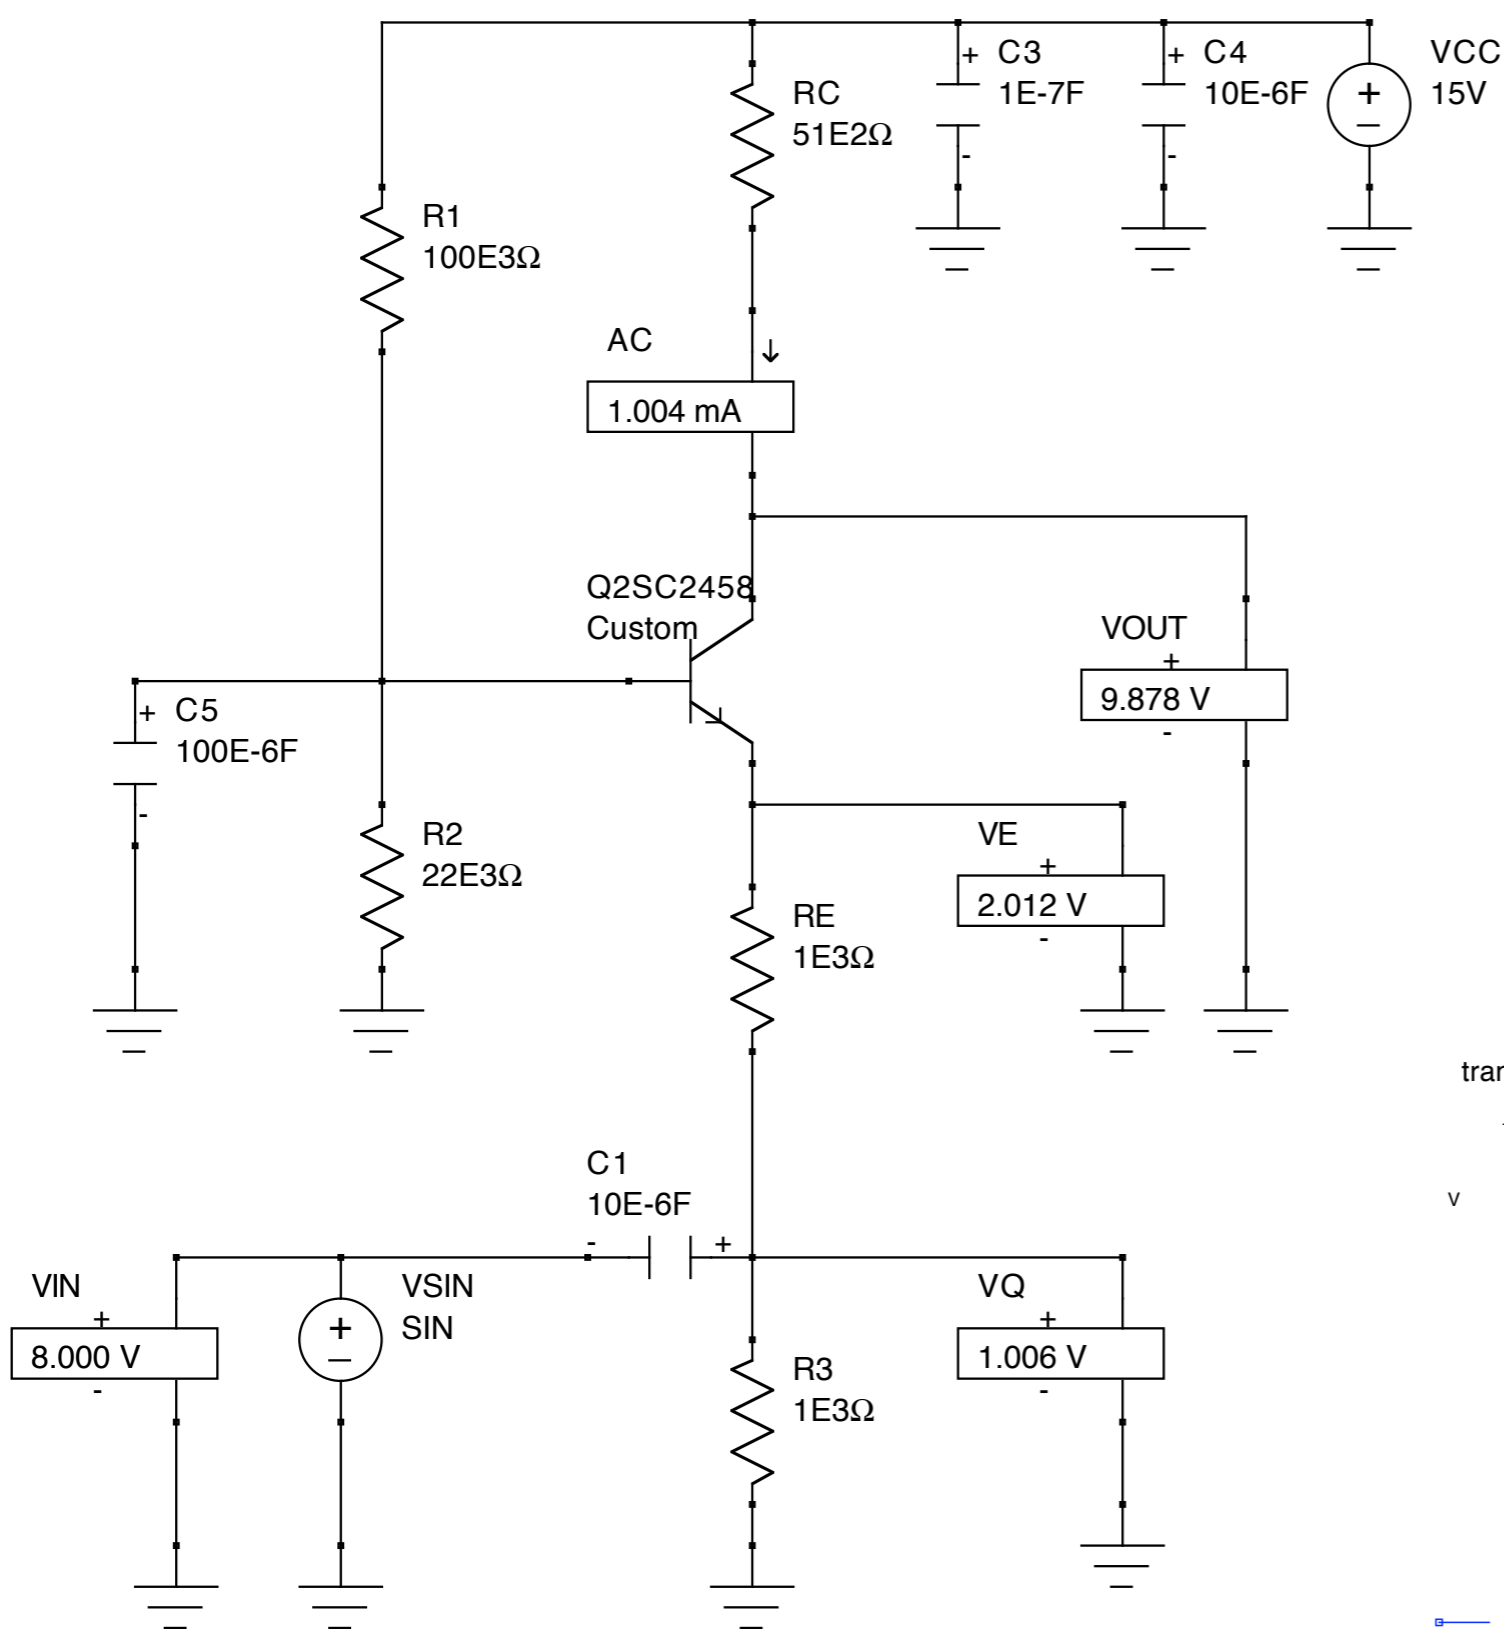 C3
1E-7F
C4
10E-6F
VCC
15V
+
-
+
-
+
−
RC
51E2Ω
R1
100E3Ω
AC
↓
1.004 mA
Q2SC2458
Custom
VOUT
+
9.878 V
-
+
C5
100E-6F
-
R2
22E3Ω
VE
+
2.012 V
-
RE
1E3Ω
C1
10E-6F
-
+
VIN
+
8.000 V
-
VSIN
SIN
+
−
VQ
+
1.006 V
-
R3
1E3Ω
v